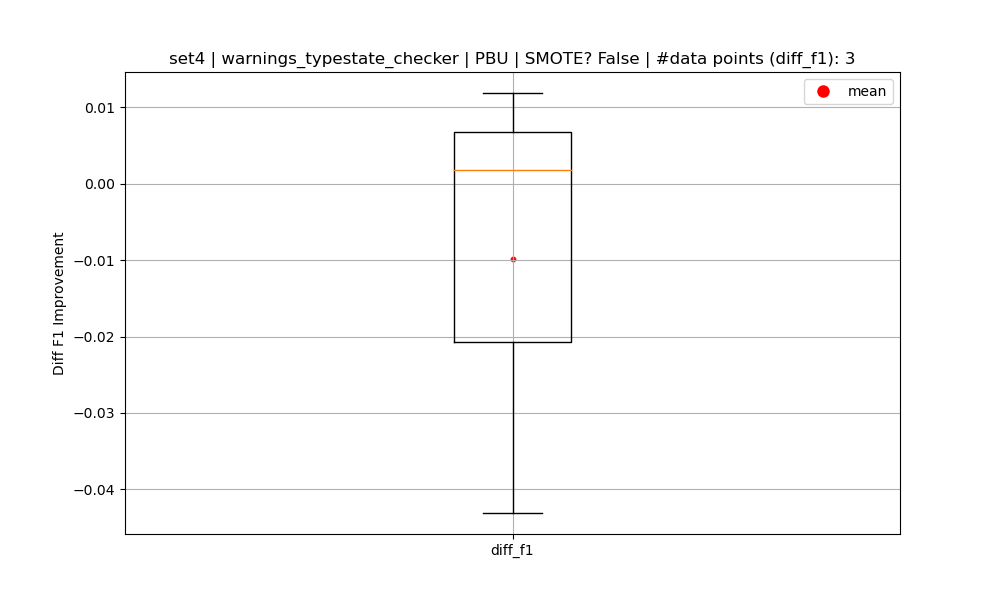 set4 | warnings_typestate_checker | PBU | SMOTE? False | #data points (diff_f1): 3
mean
0.01
0.00
−0.01
−0.02
−0.03
−0.04
Diff F1 Improvement
diff_f1